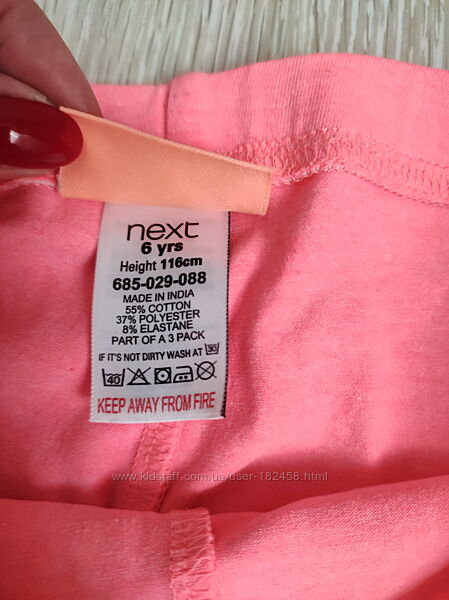 next
6 yrs
Height 116cm
685-029-088
MADE IN INDIA
55% COTTON
37% POLYESTER
8% ELASTANE
PART OF A 3 PACK
IF IT'S NOT DIRTY WASH AT 30
40
KEEP AWAY FROM FIRE
www.kidstaff.com.ua/user-182458.html